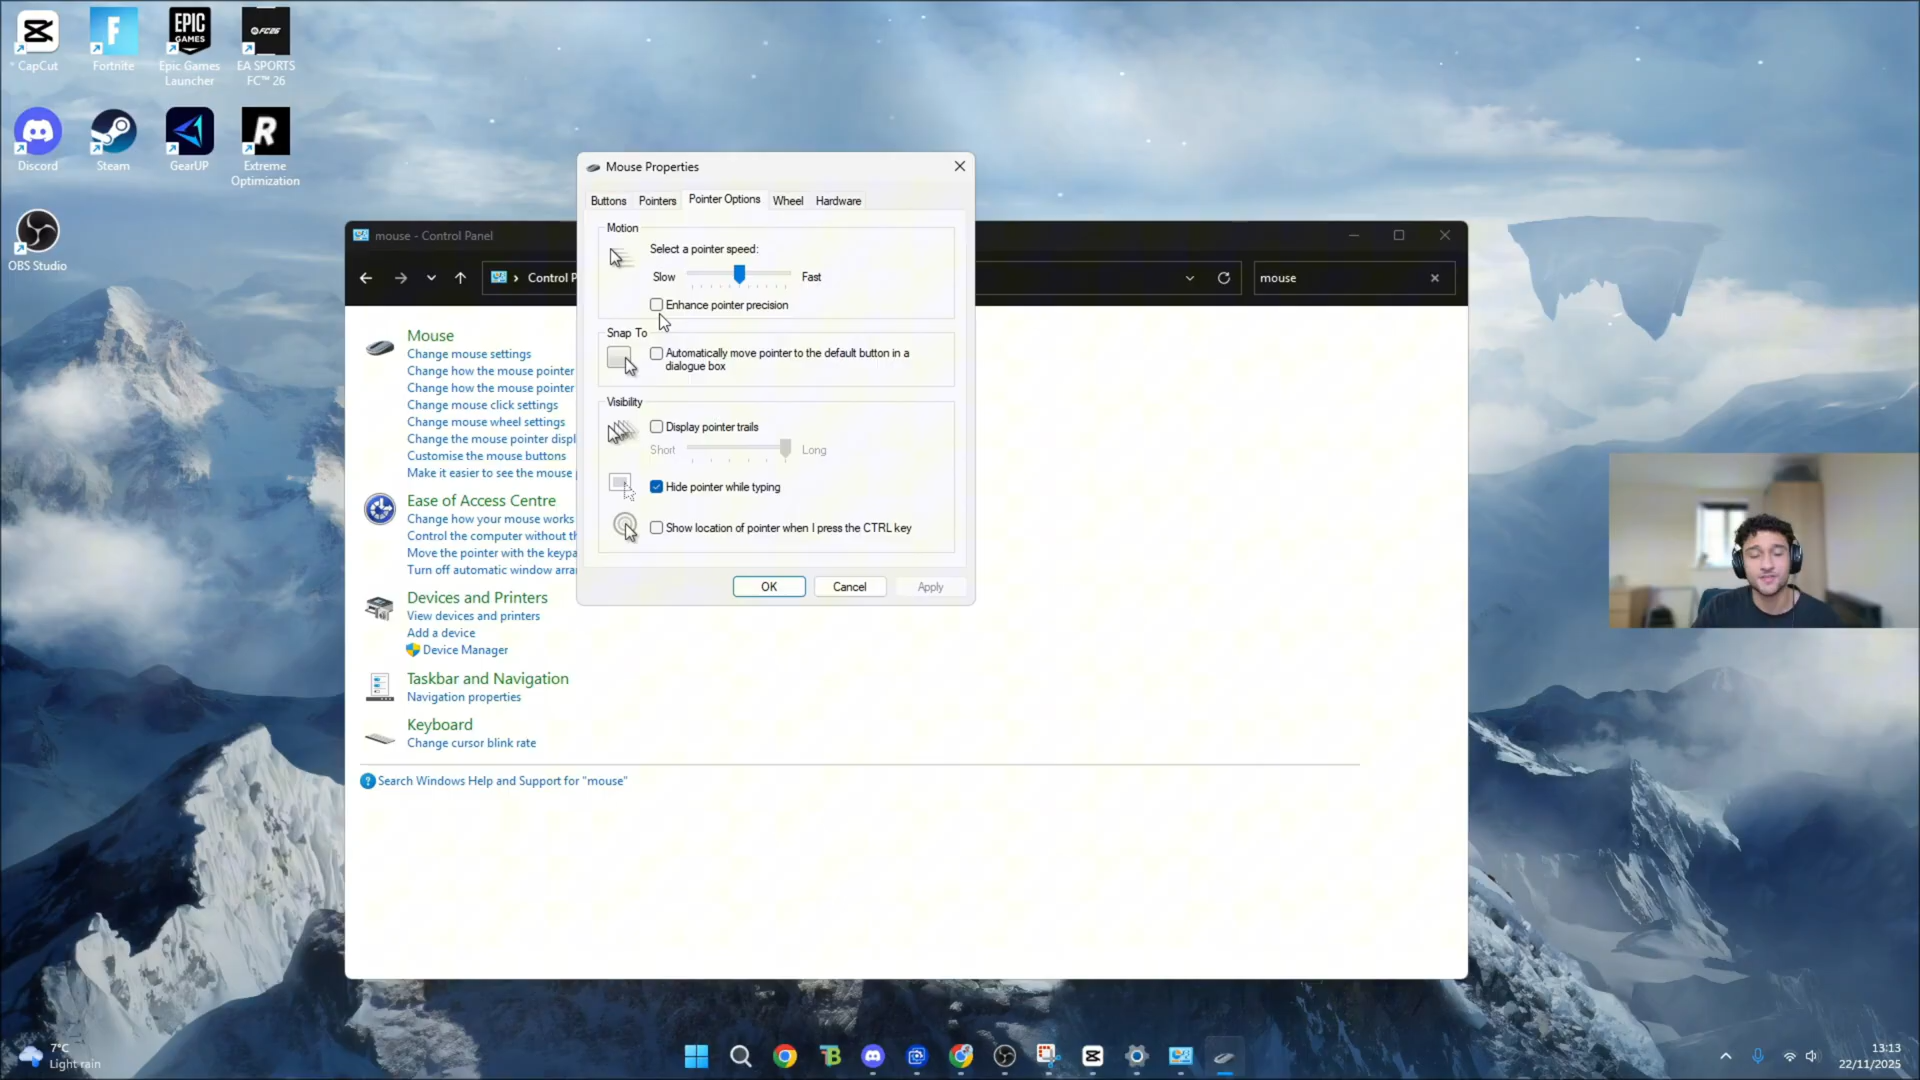 * CapCut
Fortnite
EPIC
GAMES
Epic Games
Launcher
FC26
EA SPORTS
FC™ 26
Discord
Steam
GearUP
R
Extreme
Optimization
OBS Studio
Mouse Properties
Buttons
Pointers
Pointer Options
Wheel
Hardware
Motion
Select a pointer speed:
Slow
Fast
Enhance pointer precision
Snap To
Automatically move pointer to the default button in a
dialogue box
Visibility
Display pointer trails
Short
Long
Hide pointer while typing
Show location of pointer when I press the CTRL key
OK
Cancel
Apply
mouse - Control Panel
Control P
mouse
Mouse
Change mouse settings
Change how the mouse pointer
Change how the mouse pointer
Change mouse click settings
Change mouse wheel settings
Change the mouse pointer displ
Customise the mouse buttons
Make it easier to see the mouse
Ease of Access Centre
Change how your mouse works
Control the computer without th
Move the pointer with the keypa
Turn off automatic window arra
Devices and Printers
View devices and printers
Add a device
Device Manager
Taskbar and Navigation
Navigation properties
Keyboard
Change cursor blink rate
Search Windows Help and Support for "mouse"
7°C
Light rain
13:13
22/11/2025